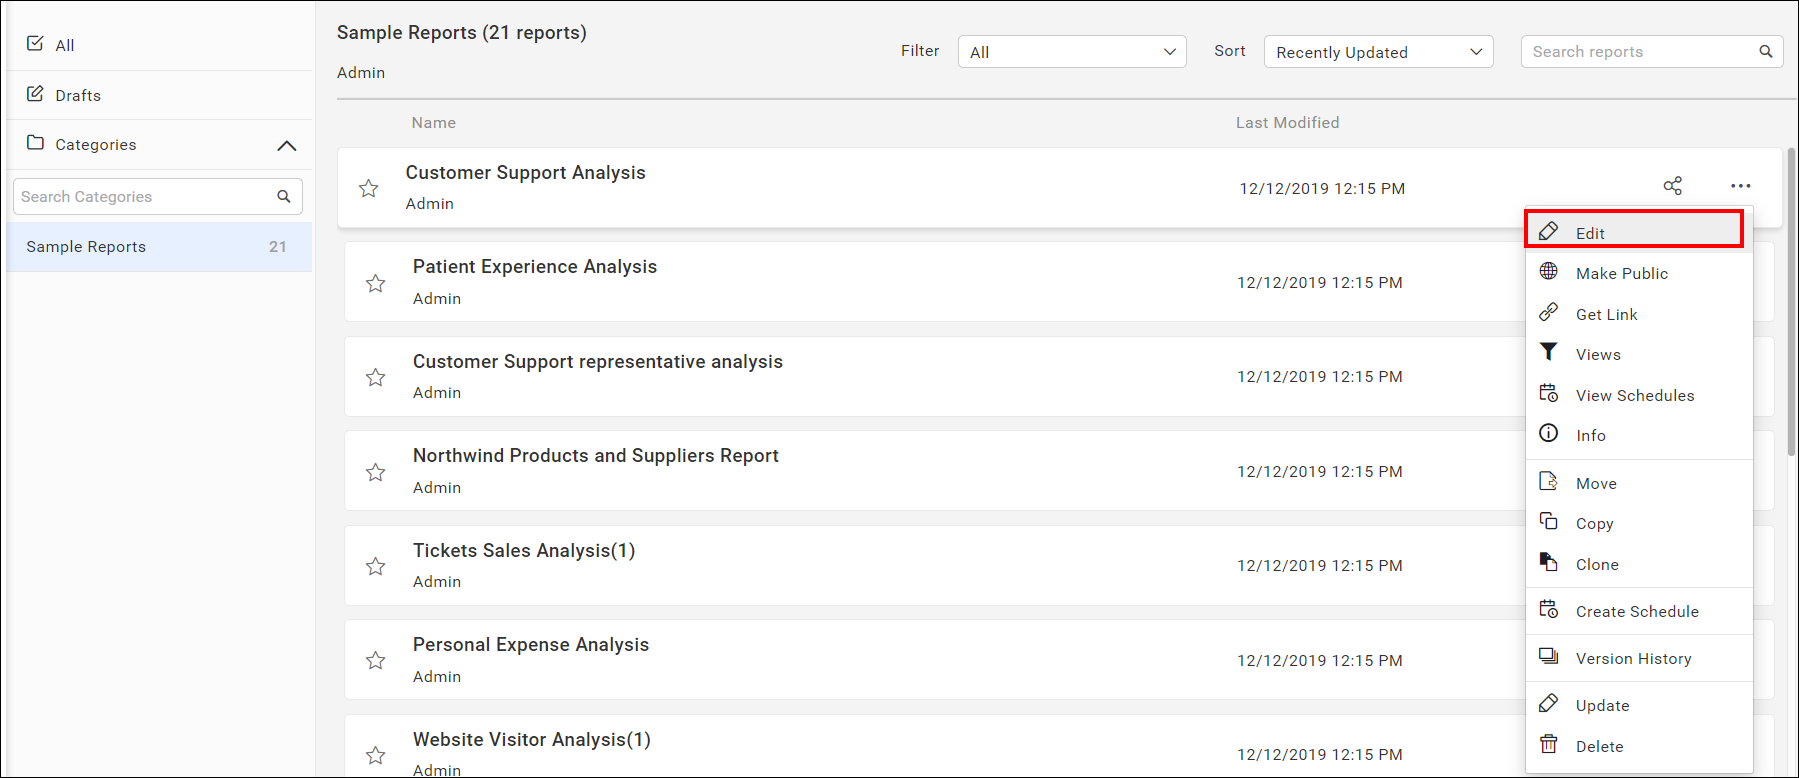 All
Drafts
Categories
Search Categories
Sample Reports 21
Sample Reports (21 reports)
Admin
Filter All Sort Recently Updated Search reports
Name Last Modified
Customer Support Analysis
Admin
12/12/2019 12:15 PM
Patient Experience Analysis
Admin
12/12/2019 12:15 PM
Customer Support representative analysis
Admin
12/12/2019 12:15 PM
Northwind Products and Suppliers Report
Admin
12/12/2019 12:15 PM
Tickets Sales Analysis(1)
Admin
12/12/2019 12:15 PM
Personal Expense Analysis
Admin
12/12/2019 12:15 PM
Website Visitor Analysis(1)
Admin
12/12/2019 12:15 PM
Edit
Make Public
Get Link
Views
View Schedules
Info
Move
Copy
Clone
Create Schedule
Version History
Update
Delete